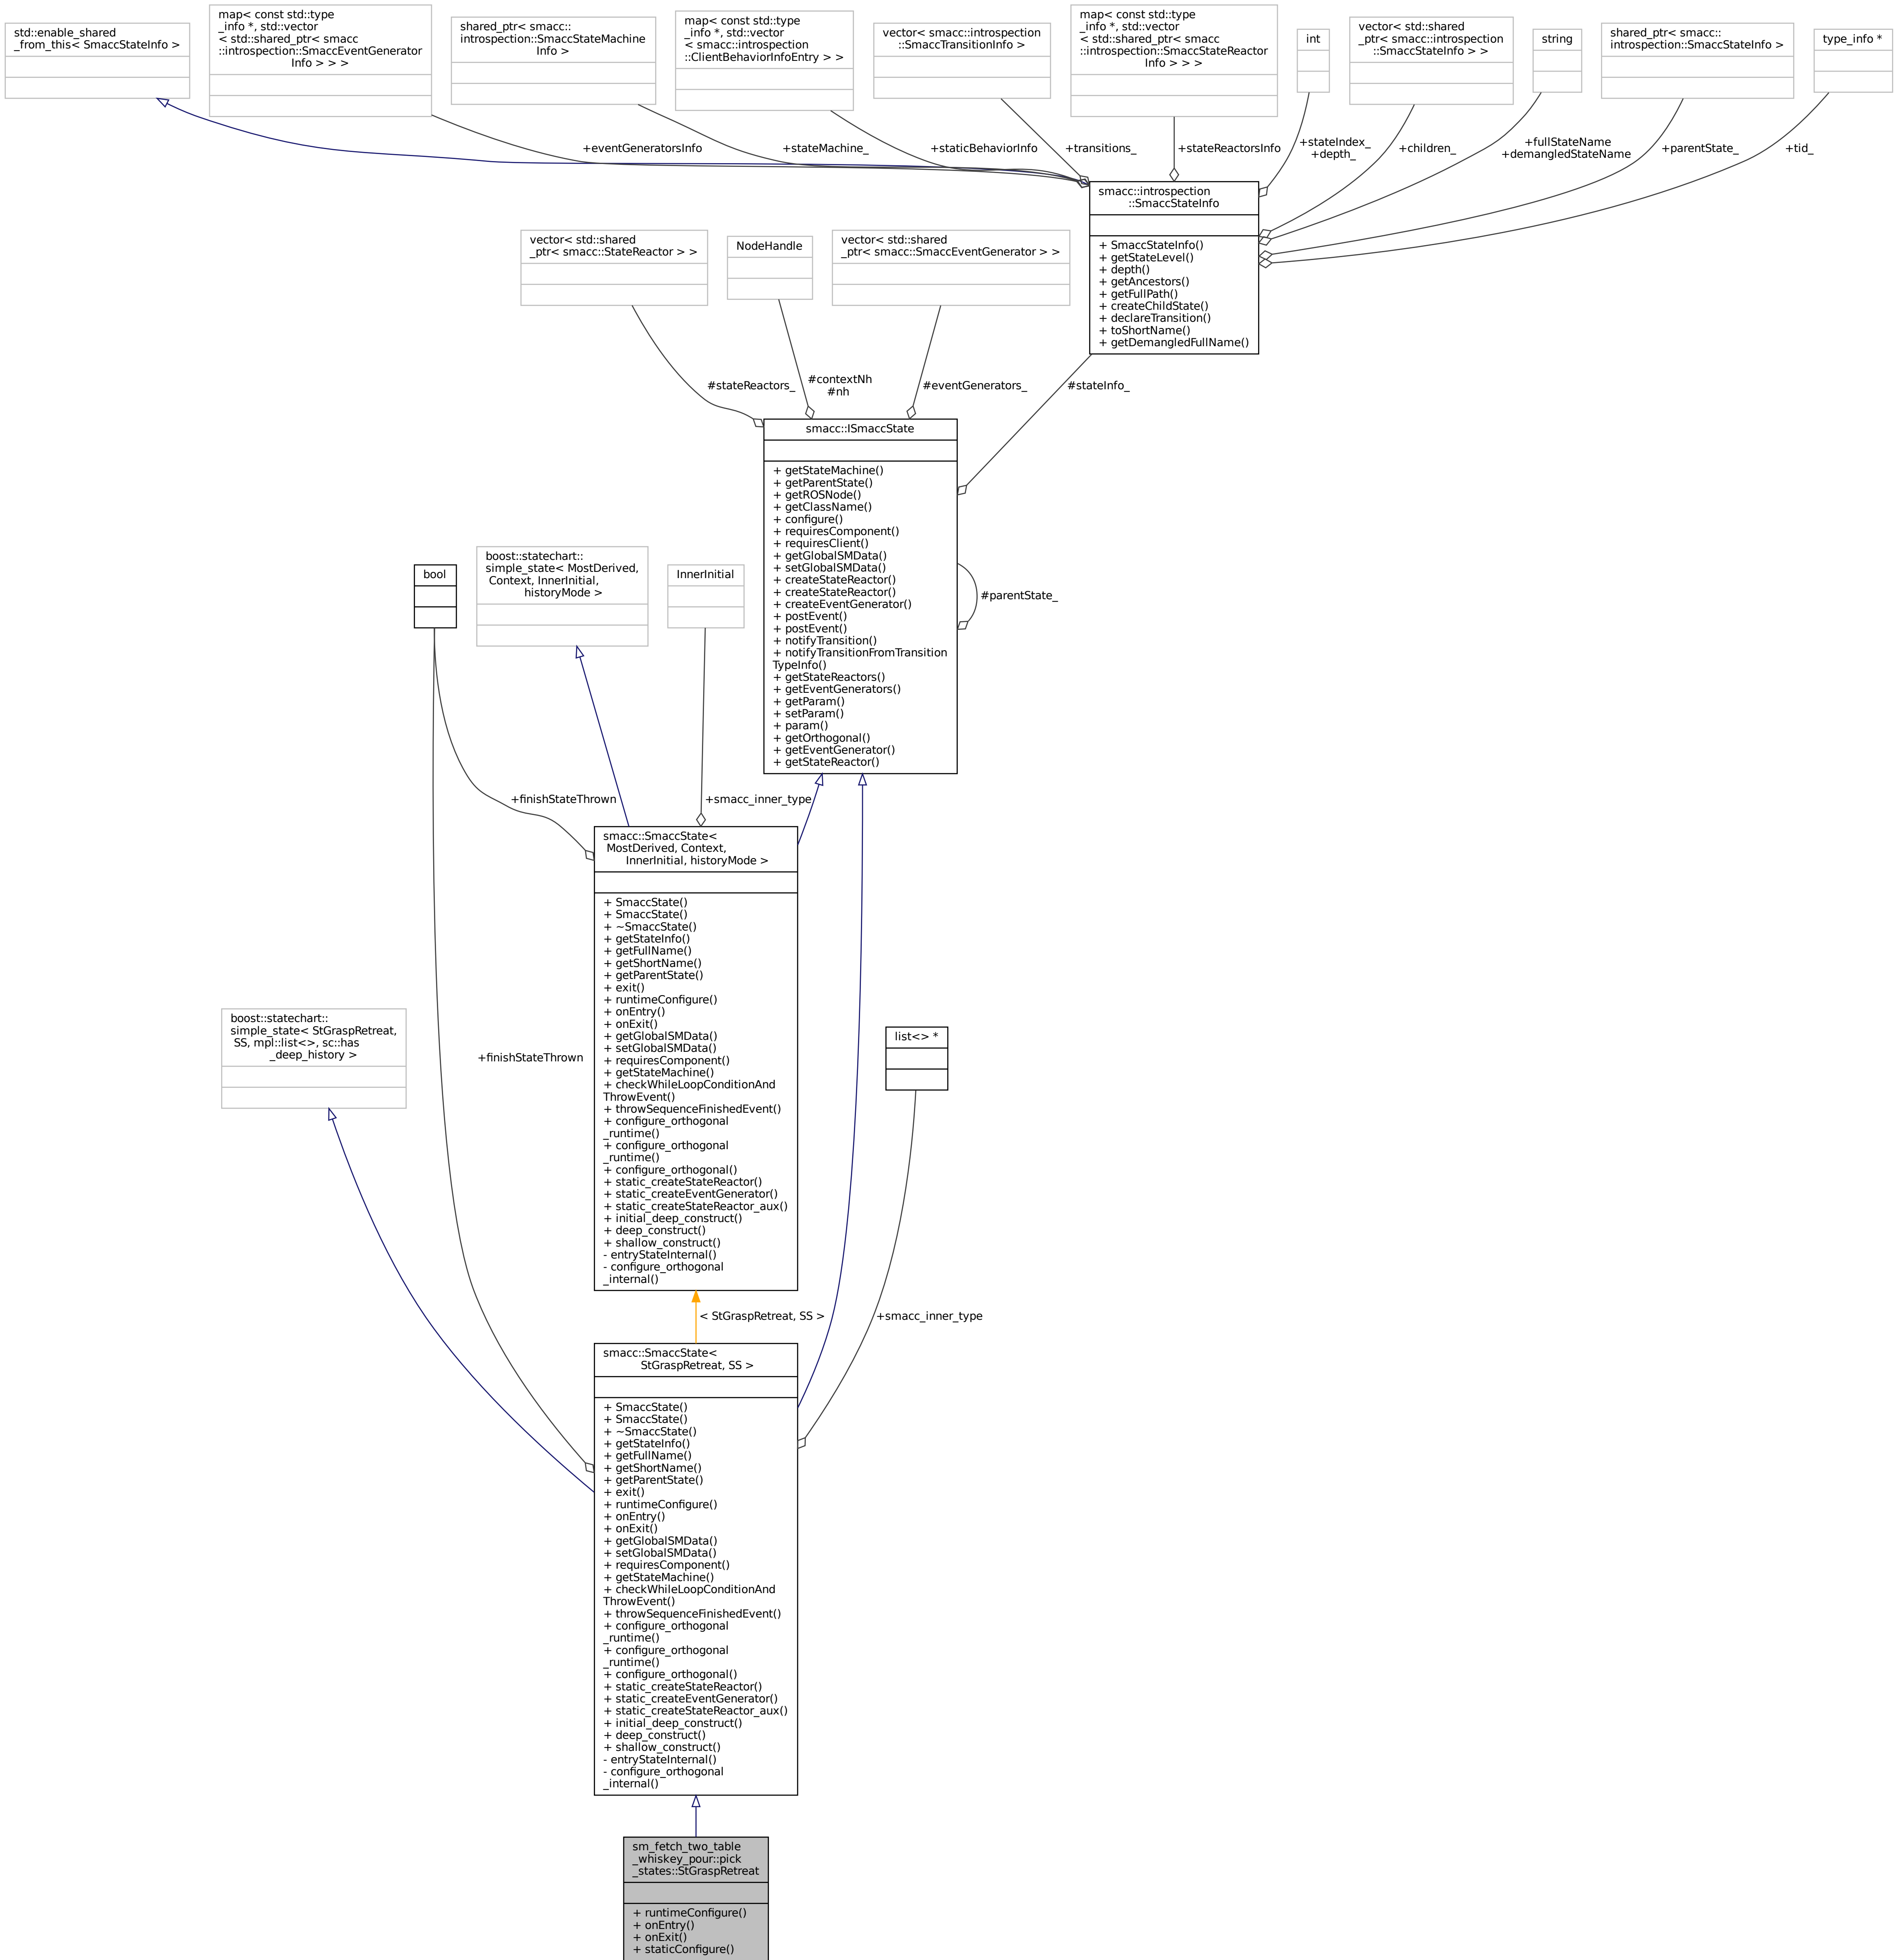 std::enable_shared
_from_this< SmaccStateInfo >
map< const std::type
_info *, std::vector
< std::shared_ptr< smacc
::introspection::SmaccEventGenerator
Info > > >
shared_ptr< smacc::
introspection::SmaccStateMachine
Info >
map< const std::type
_info *, std::vector
< smacc::introspection
::ClientBehaviorInfoEntry > >
vector< smacc::introspection
::SmaccTransitionInfo >
map< const std::type
_info *, std::vector
< std::shared_ptr< smacc
::introspection::SmaccStateReactor
Info > > >
int
vector< std::shared
_ptr< smacc::introspection
::SmaccStateInfo > >
string
shared_ptr< smacc::
introspection::SmaccStateInfo >
type_info *
+eventGeneratorsInfo
+stateMachine_
+staticBehaviorInfo
+transitions_
+stateReactorsInfo
+stateIndex_
+depth_
+children_
+fullStateName
+demangledStateName
+parentState_
+tid_
smacc::introspection
::SmaccStateInfo
+ SmaccStateInfo()
+ getStateLevel()
+ depth()
+ getAncestors()
+ getFullPath()
+ createChildState()
+ declareTransition()
+ toShortName()
+ getDemangledFullName()
vector< std::shared
_ptr< smacc::StateReactor > >
NodeHandle
vector< std::shared
_ptr< smacc::SmaccEventGenerator > >
#stateReactors_
#contextNh
#nh
#eventGenerators_
#stateInfo_
smacc::ISmaccState
+ getStateMachine()
+ getParentState()
+ getROSNode()
+ getClassName()
+ configure()
+ requiresComponent()
+ requiresClient()
+ getGlobalSMData()
+ setGlobalSMData()
+ createStateReactor()
+ createStateReactor()
+ createEventGenerator()
+ postEvent()
+ postEvent()
+ notifyTransition()
+ notifyTransitionFromTransition
TypeInfo()
+ getStateReactors()
+ getEventGenerators()
+ getParam()
+ setParam()
+ param()
+ getOrthogonal()
+ getEventGenerator()
+ getStateReactor()
#parentState_
bool
boost::statechart::
simple_state< MostDerived,
Context, InnerInitial,
historyMode >
InnerInitial
+finishStateThrown
+smacc_inner_type
smacc::SmaccState<
MostDerived, Context,
InnerInitial, historyMode >
+ SmaccState()
+ SmaccState()
+ ~SmaccState()
+ getStateInfo()
+ getFullName()
+ getShortName()
+ getParentState()
+ exit()
+ runtimeConfigure()
+ onEntry()
+ onExit()
+ getGlobalSMData()
+ setGlobalSMData()
+ requiresComponent()
+ getStateMachine()
+ checkWhileLoopConditionAnd
ThrowEvent()
+ throwSequenceFinishedEvent()
+ configure_orthogonal
_runtime()
+ configure_orthogonal
_runtime()
+ configure_orthogonal()
+ static_createStateReactor()
+ static_createEventGenerator()
+ static_createStateReactor_aux()
+ initial_deep_construct()
+ deep_construct()
+ shallow_construct()
- entryStateInternal()
- configure_orthogonal
_internal()
boost::statechart::
simple_state< StGraspRetreat,
SS, mpl::list<>, sc::has
_deep_history >
+finishStateThrown
list<> *
< StGraspRetreat, SS >
+smacc_inner_type
smacc::SmaccState<
StGraspRetreat, SS >
+ SmaccState()
+ SmaccState()
+ ~SmaccState()
+ getStateInfo()
+ getFullName()
+ getShortName()
+ getParentState()
+ exit()
+ runtimeConfigure()
+ onEntry()
+ onExit()
+ getGlobalSMData()
+ setGlobalSMData()
+ requiresComponent()
+ getStateMachine()
+ checkWhileLoopConditionAnd
ThrowEvent()
+ throwSequenceFinishedEvent()
+ configure_orthogonal
_runtime()
+ configure_orthogonal
_runtime()
+ configure_orthogonal()
+ static_createStateReactor()
+ static_createEventGenerator()
+ static_createStateReactor_aux()
+ initial_deep_construct()
+ deep_construct()
+ shallow_construct()
- entryStateInternal()
- configure_orthogonal
_internal()
sm_fetch_two_table
_whiskey_pour::pick
_states::StGraspRetreat
+ runtimeConfigure()
+ onEntry()
+ onExit()
+ staticConfigure()